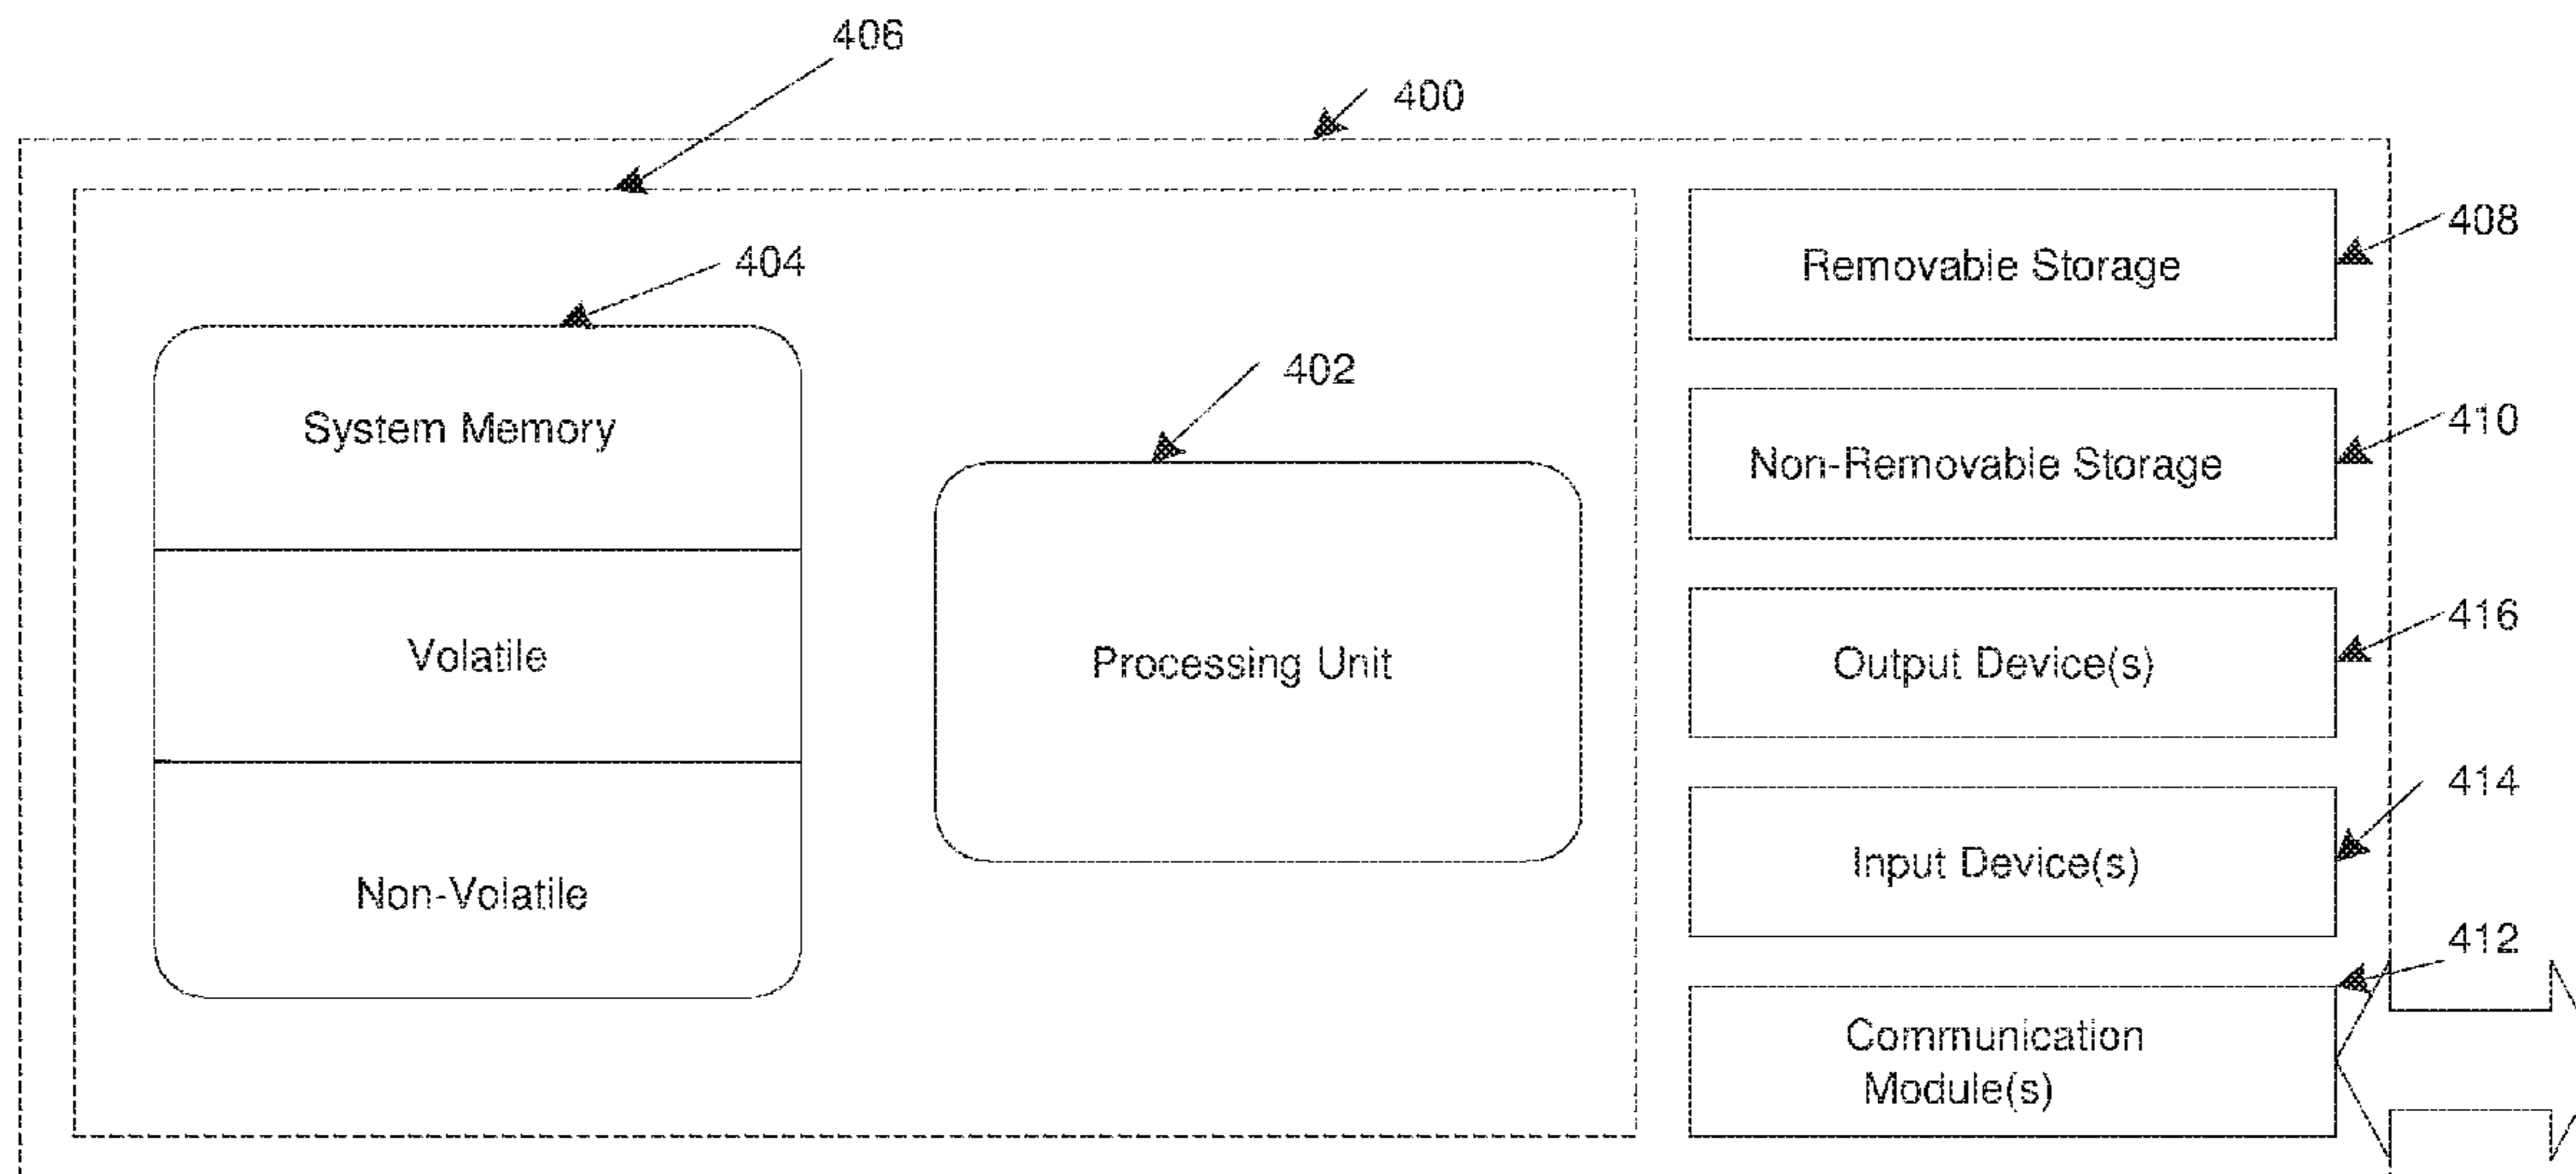 406
400
408
Removable Storage
404
402
410
System Memory
Non-Removable Storage
416
Volatile
Processing Unit
Output Device(s)
414
Input Device(s)
Non-Volatile
412
Communication
Module(s)